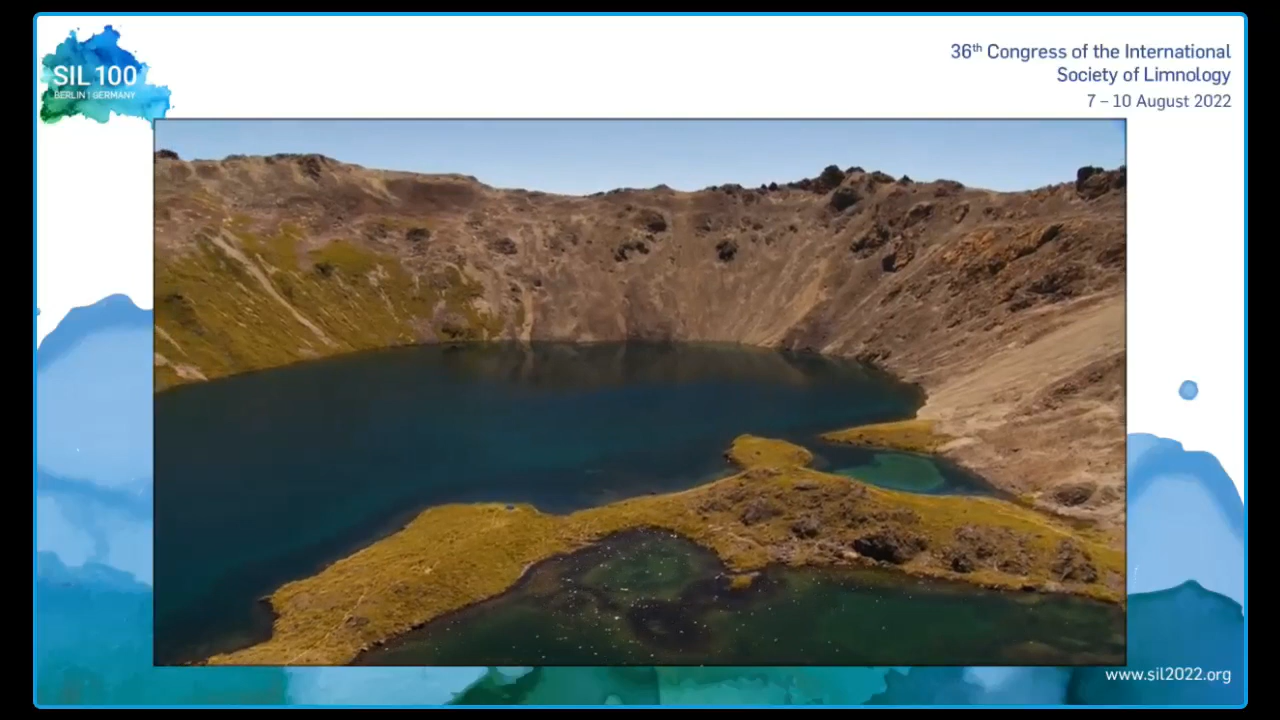 SIL 100
BERLIN | GERMANY
36th Congress of the International
Society of Limnology
7 – 10 August 2022
www.sil2022.org